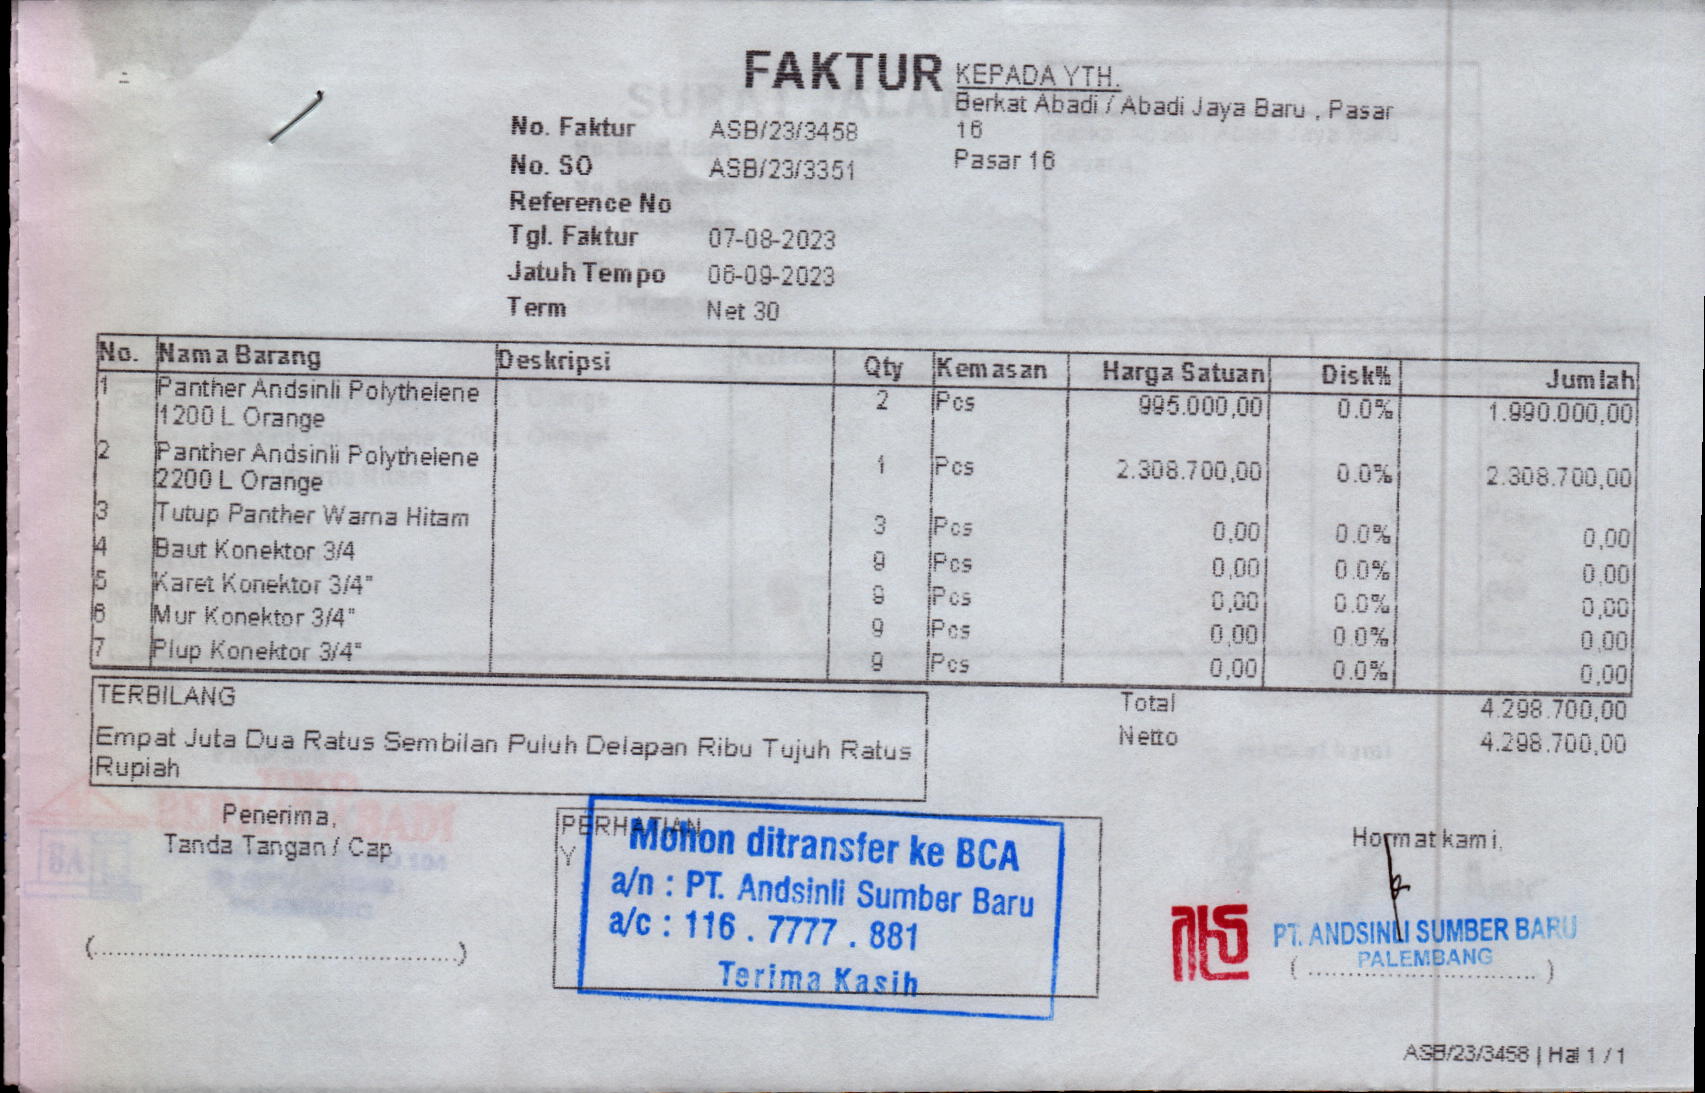 FAKTUR
KEPADA YTH.
Berkat Abadi / Abadi Jaya Baru , Pasar
16
Pasar 16
No. Faktur ASB/23/3458
No. SO ASB/23/3351
Reference No
Tgl. Faktur 07-08-2023
Jatuh Tempo 06-09-2023
Term Net 30
No. Nama Barang Deskripsi Qty Kemasan Harga Satuan Disk% Jumlah
1 Panther Andsinli Polythelene 2 Pcs 995.000,00 0.0% 1.990.000,00
1200 L Orange
2 Panther Andsinli Polythelene 1 Pcs 2.308.700,00 0.0% 2.308.700,00
2200 L Orange
3 Tutup Panther Warna Hitam 3 Pcs 0,00 0.0% 0,00
4 Baut Konektor 3/4 9 Pcs 0,00 0.0% 0,00
5 Karet Konektor 3/4" 9 Pcs 0,00 0.0% 0,00
6 Mur Konektor 3/4" 9 Pcs 0,00 0.0% 0,00
7 Plup Konektor 3/4" 9 Pcs 0,00 0.0% 0,00
Total 4.298.700,00
Netto 4.298.700,00
TERBILANG
Empat Juta Dua Ratus Sembilan Puluh Delapan Ribu Tujuh Ratus
Rupiah
Penerima,
Tanda Tangan / Cap
TOKO
BERKAT ABADI
BA
PALEMBANG
(..................................................)
PERHATIAN
Y
Mohon ditransfer ke BCA
a/n : PT. Andsinli Sumber Baru
a/c : 116 . 7777 . 881
Terima Kasih
Hormat kami,
PT. ANDSINLI SUMBER BARU
PALEMBANG
(................................)
ASB/23/3458 | Hal 1 / 1